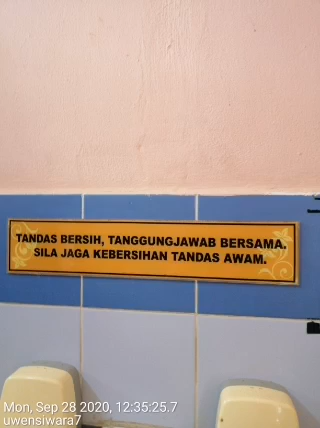 TANDAS BERSIH, TANGGUNGJAWAB BERSAMA.
SILA JAGA KEBERSIHAN TANDAS AWAM.
Mon, Sep 28 2020, 12:35:25.7
uwensiwara7